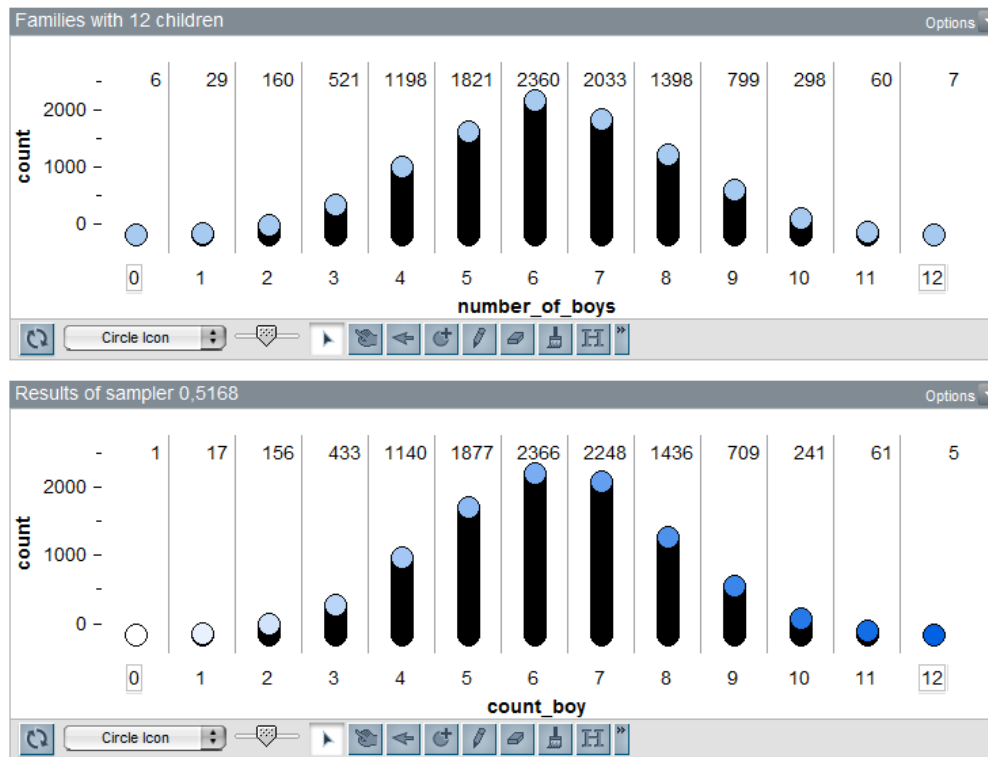 Families with 12 children Options
6 29 160 521 1198 1821 2360 2033 1398 799 298 60 7
2000
1000
0
count
0 1 2 3 4 5 6 7 8 9 10 11 12
number_of_boys
Circle Icon H »
Results of sampler 0,5168 Options
1 17 156 433 1140 1877 2366 2248 1436 709 241 61 5
2000
1000
0
count
0 1 2 3 4 5 6 7 8 9 10 11 12
count_boy
Circle Icon H »